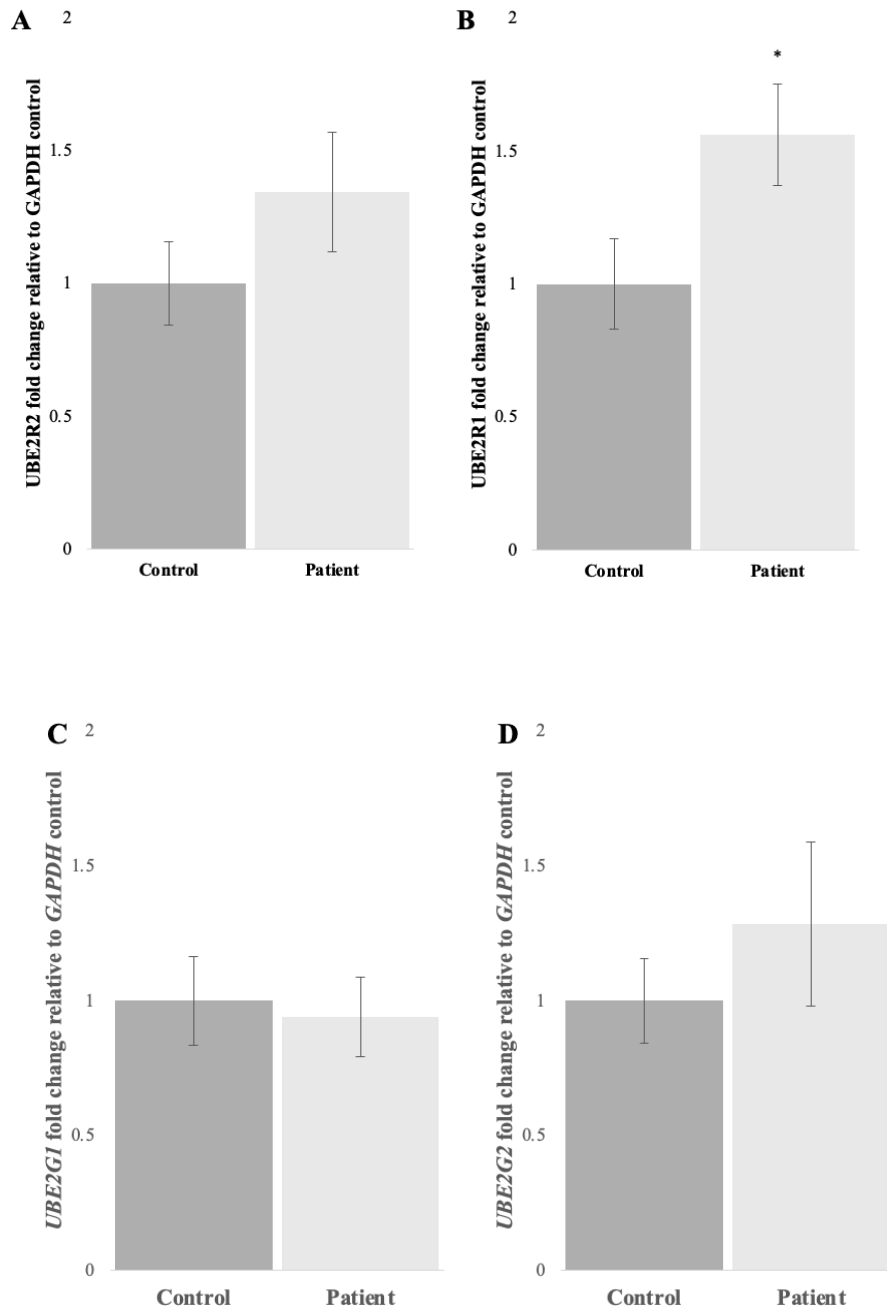 A
UBE2R2 fold change relative to GAPDH control
2
1.5
1
0.5
0
Control Patient
B
UBE2R1 fold change relative to GAPDH control
2
1.5
1
0.5
0
*
Control Patient
C
UBE2G1 fold change relative to GAPDH control
2
1.5
1
0.5
0
Control Patient
D
UBE2G2 fold change relative to GAPDH control
2
1.5
1
0.5
0
Control Patient